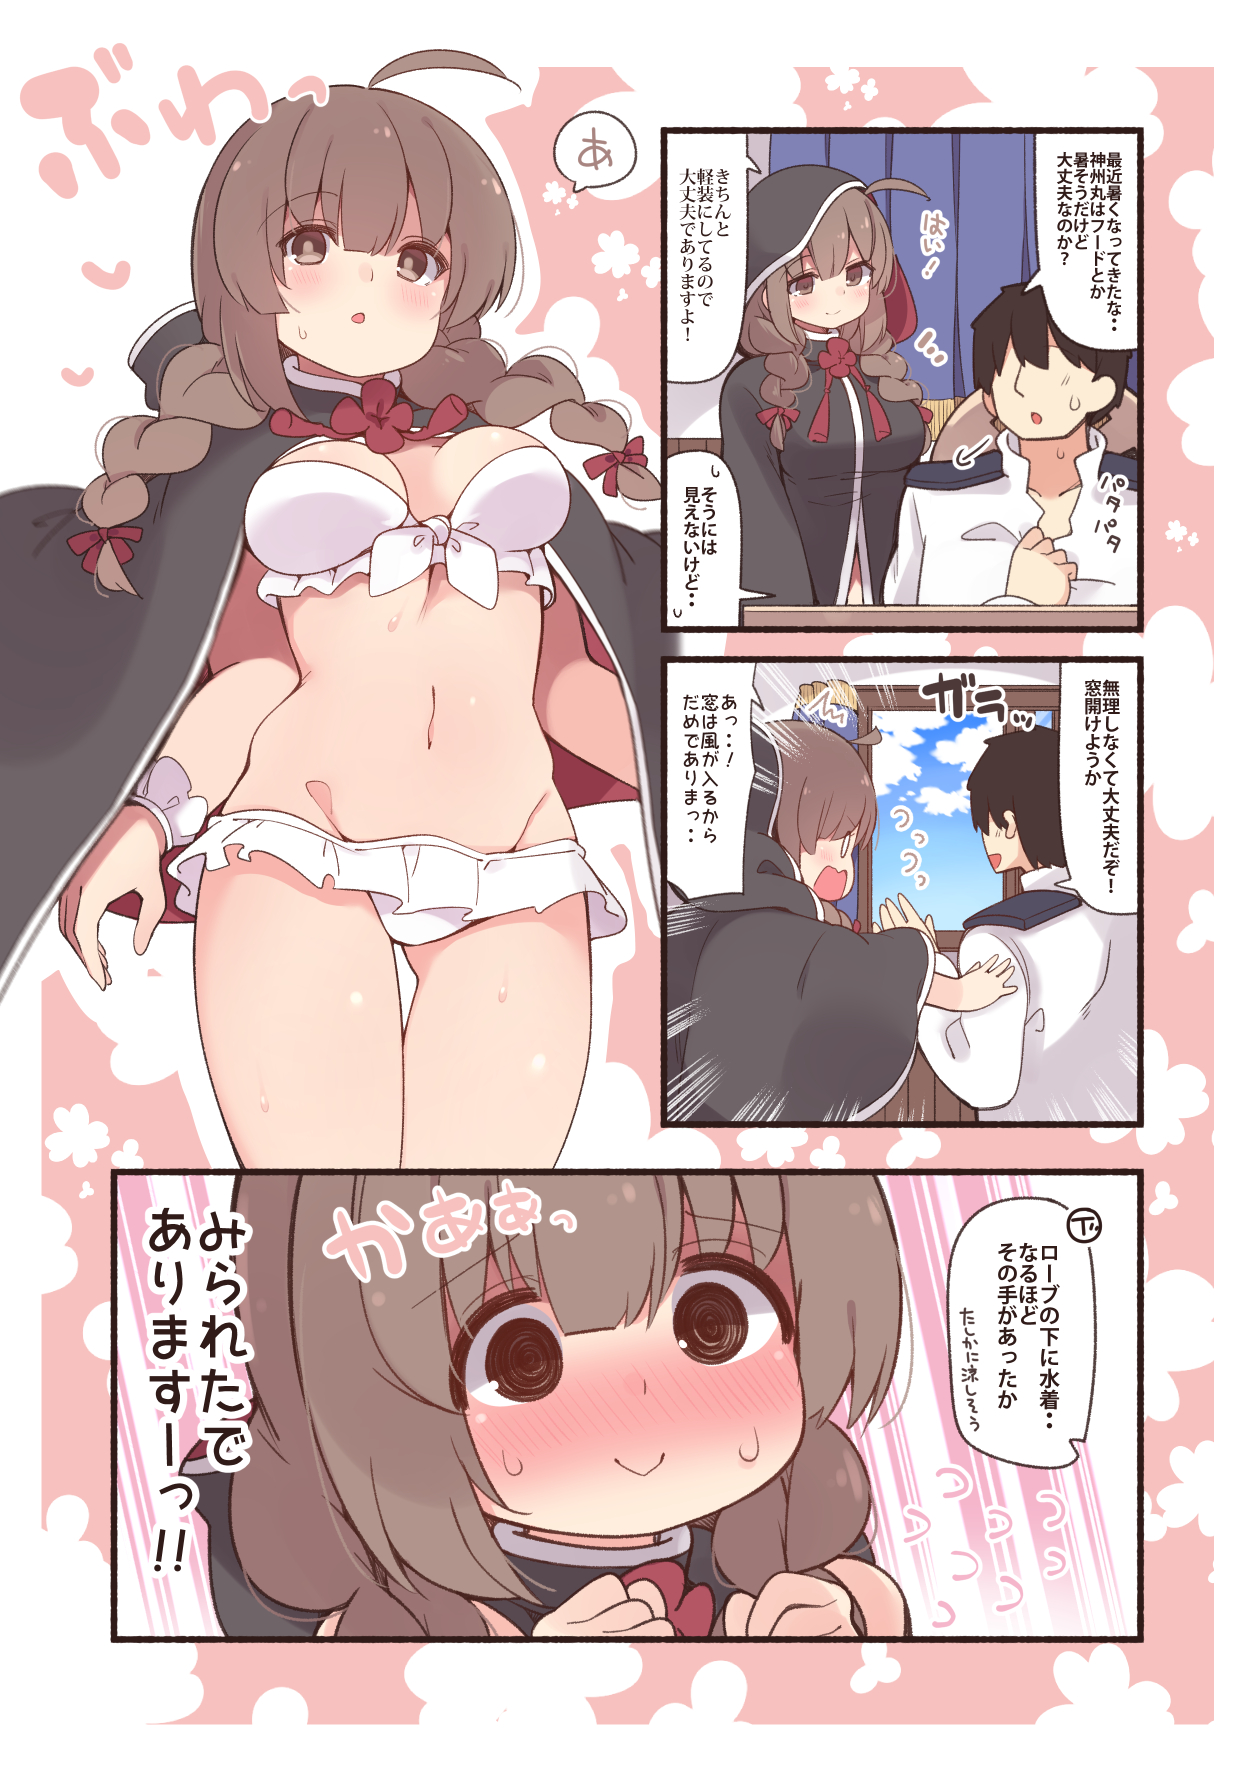 最近暑くなってきたな‥
神州丸はフードとか
暑そうだけど
大丈夫なのか？
はい！
きちんと
軽装にしてるので
大丈夫でありますよ！
パタパタ
そうには
見えないけど‥
無理しなくて大丈夫だぞ！
窓開けようか
ガラッ
あっ‥！
窓は風が入るから
だめでありまっ‥
ぶわっ
あ
ローブの下に水着‥
なるほど
その手があったか
たしかに涼しそう
かあぁっ
みられたで
ありますーっ!!